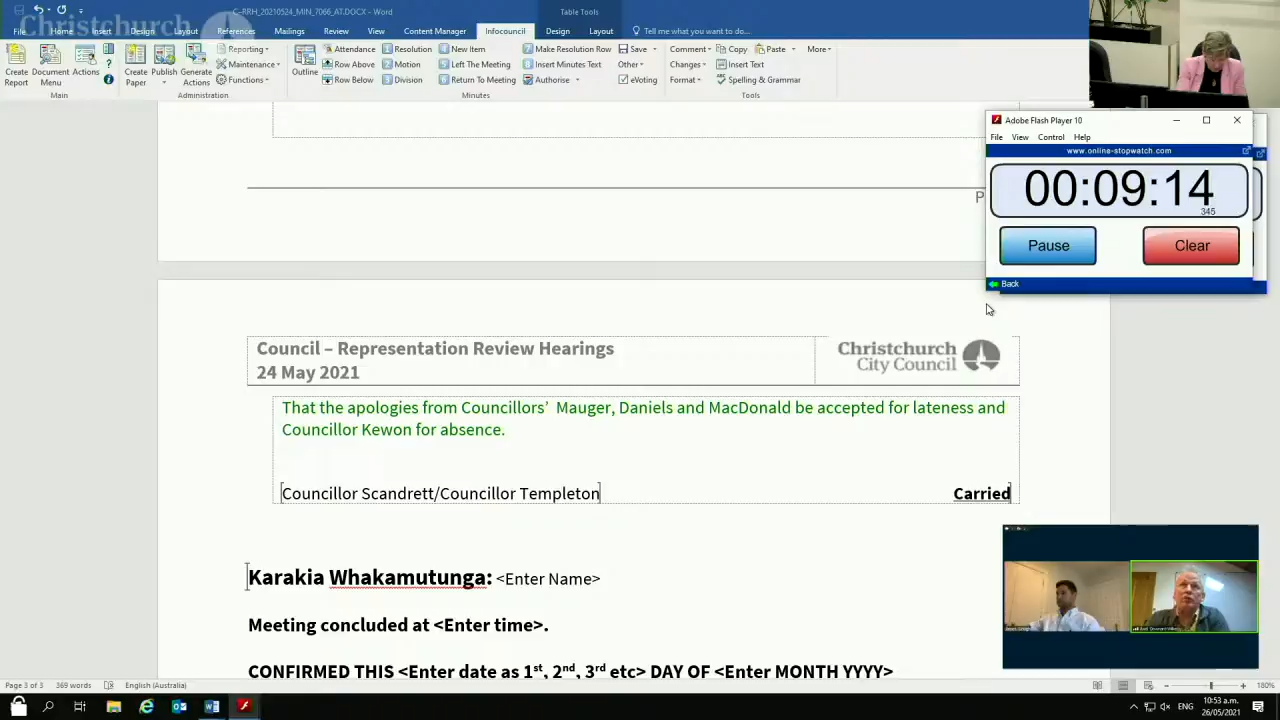 Christchurch
C-RRH_20210524_MIN_7066_AT.DOCX - Word
Table Tools
File Home Insert Design Layout References Mailings Review View Content Manager Infocouncil Design Layout Tell me what you want to do...
Create Report
Document Menu
Actions
Main
Create Paper
Publish
Generate Actions
Reporting
Maintenance
Functions
Administration
Outline
Attendance
Row Above
Row Below
Resolution
Motion
Division
New Item
Left The Meeting
Return To Meeting
Make Resolution Row
Insert Minutes Text
Authorise
Save
Other
eVoting
Minutes
Comment
Changes
Format
Copy
Paste
Insert Text
Spelling & Grammar
More
Tools
Adobe Flash Player 10
File View Control Help
www.online-stopwatch.com
00:09:14
345
Pause Clear
Back
P
Council – Representation Review Hearings
24 May 2021
Christchurch
City Council
That the apologies from Councillors’ Mauger, Daniels and MacDonald be accepted for lateness and
Councillor Kewon for absence.
Councillor Scandrett/Councillor Templeton Carried
Karakia Whakamutunga: <Enter Name>
Meeting concluded at <Enter time>.
CONFIRMED THIS <Enter date as 1st, 2nd, 3rd etc> DAY OF <Enter MONTH YYYY>
Page 3 of 3 369 words English (Australia)
180%
ENG
10:53 am
26/05/2021